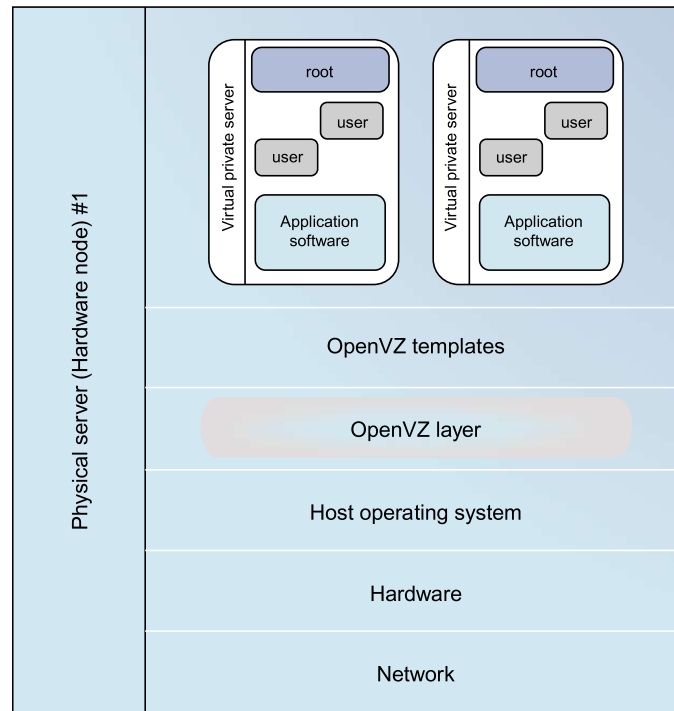 Physical server (Hardware node) #1
Virtual private server
root
user
user
Application
software
Virtual private server
root
user
user
Application
software
OpenVZ templates
OpenVZ layer
Host operating system
Hardware
Network